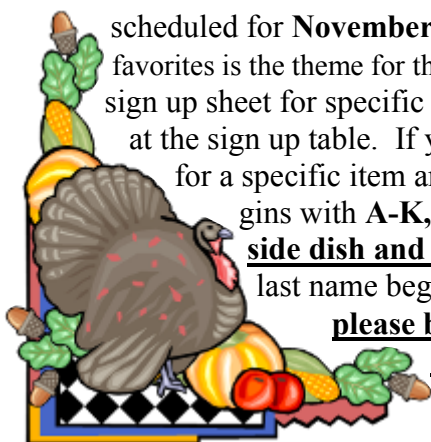 scheduled for November
favorites is the theme for th
sign up sheet for specific
at the sign up table. If y
for a specific item a
gins with A-K,
side dish and
last name beg
please b